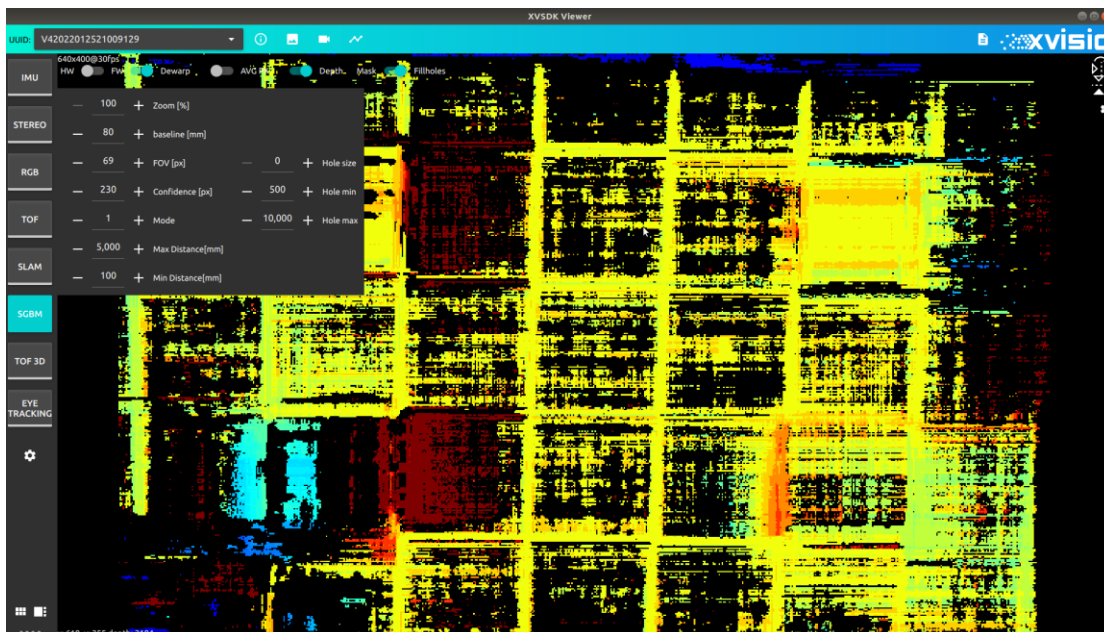 XVSDK Viewer
UUID: V42022012S21009129
xvisio
640x400@30fps
HW FW Dewarp AVG Depth Mask Fillholes
IMU
STEREO
RGB
TOF
SLAM
SGBM
TOF 3D
EYE TRACKING
— 100 + Zoom [%]
— 80 + baseline [mm]
— 69 + FOV [px] — 0 + Hole size
— 230 + Confidence [px] — 500 + Hole min
— 1 + Mode — 10,000 + Hole max
— 5,000 + Max Distance[mm]
— 100 + Min Distance[mm]